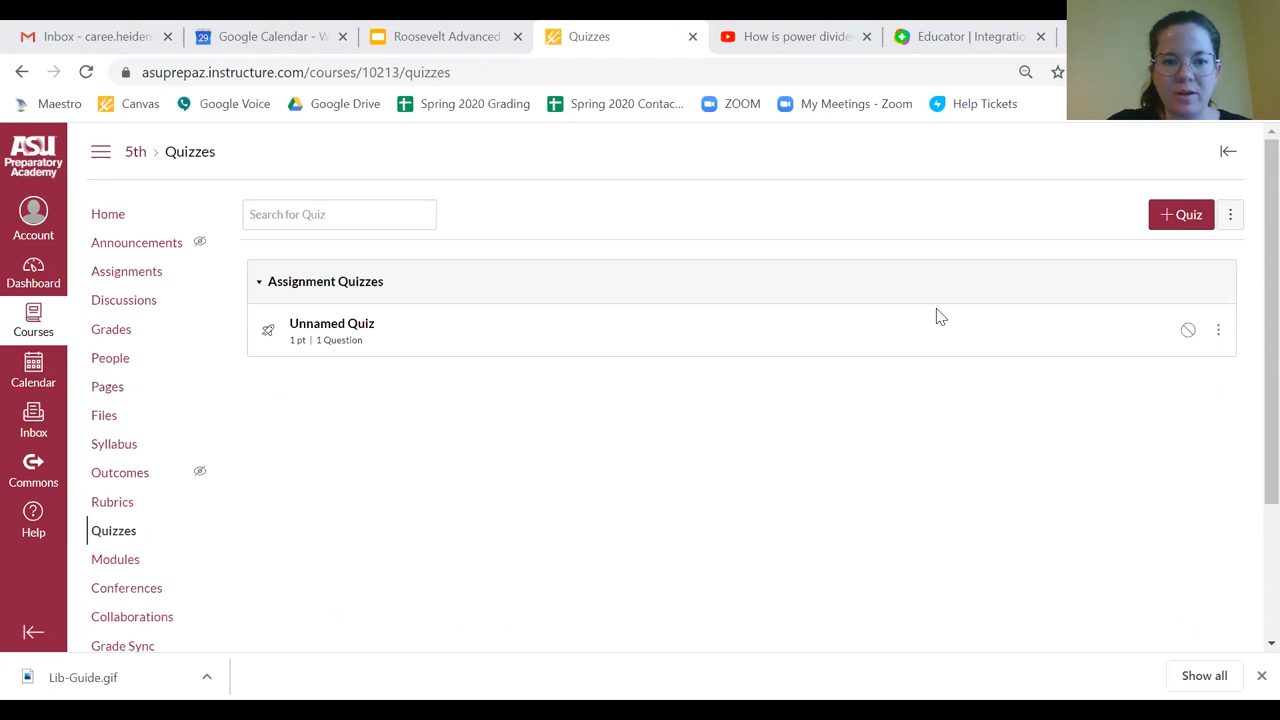 Inbox - caree.heiden
Google Calendar - W
Roosevelt Advanced
Quizzes
How is power divide
Educator | Integratio
asuprepaz.instructure.com/courses/10213/quizzes
Maestro
Canvas
Google Voice
Google Drive
Spring 2020 Grading
Spring 2020 Contac...
ZOOM
My Meetings - Zoom
Help Tickets
ASU
Preparatory
Academy
Account
Dashboard
Courses
Calendar
29
Inbox
Commons
Help
5th › Quizzes
Home
Announcements
Assignments
Discussions
Grades
People
Pages
Files
Syllabus
Outcomes
Rubrics
Quizzes
Modules
Conferences
Collaborations
Grade Sync
Search for Quiz
+ Quiz
Assignment Quizzes
Unnamed Quiz
1 pt | 1 Question
Lib-Guide.gif
Show all